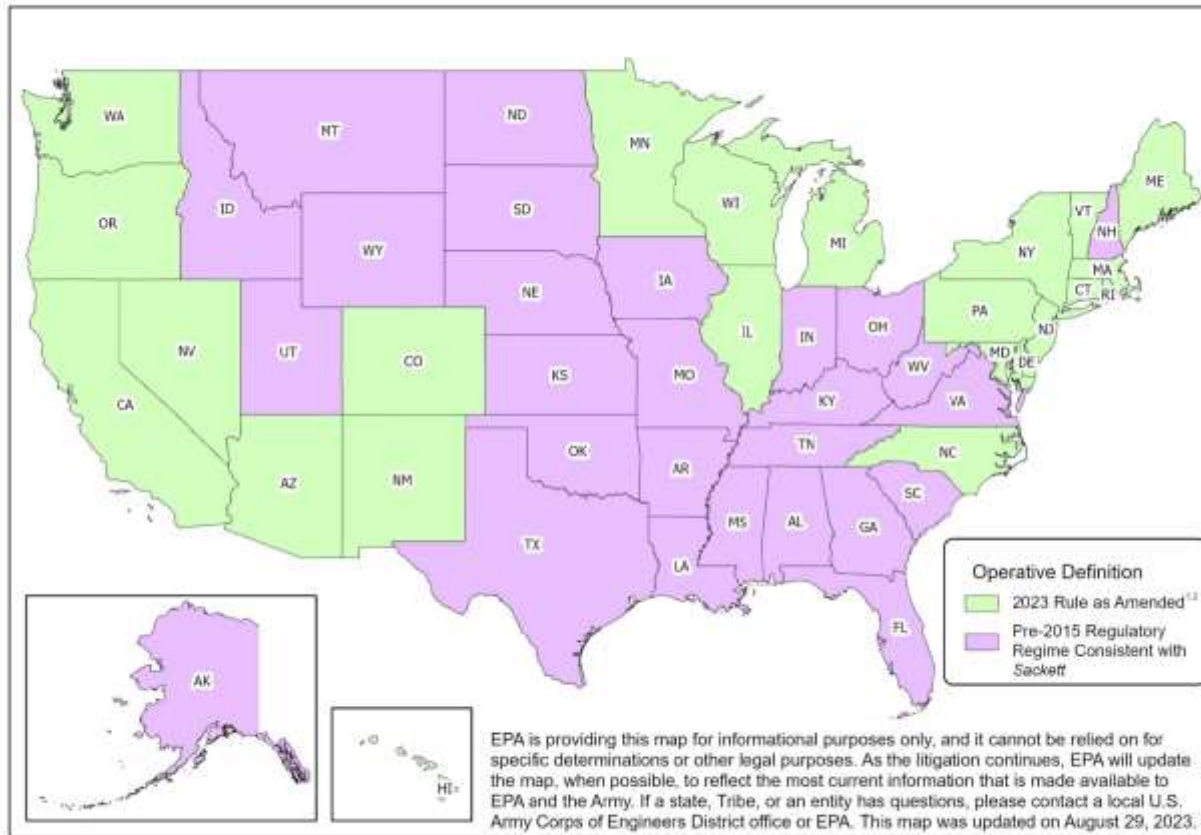 WA
MT
ND
MN
ME
OR
ID
SD
WI
VT
NH
WY
MI
NY
MA
IA
CT
RI
NE
PA
NV
UT
CO
IL
IN
OH
NJ
MD
DE
KS
MO
WV
CA
KY
VA
OK
TN
NC
AZ
NM
AR
SC
MS
AL
GA
TX
LA
FL
AK
HI
Operative Definition
2023 Rule as Amended1,2
Pre-2015 Regulatory
Regime Consistent with
Sackett
EPA is providing this map for informational purposes only, and it cannot be relied on for
specific determinations or other legal purposes. As the litigation continues, EPA will update
the map, when possible, to reflect the most current information that is made available to
EPA and the Army. If a state, Tribe, or an entity has questions, please contact a local U.S.
Army Corps of Engineers District office or EPA. This map was updated on August 29, 2023.